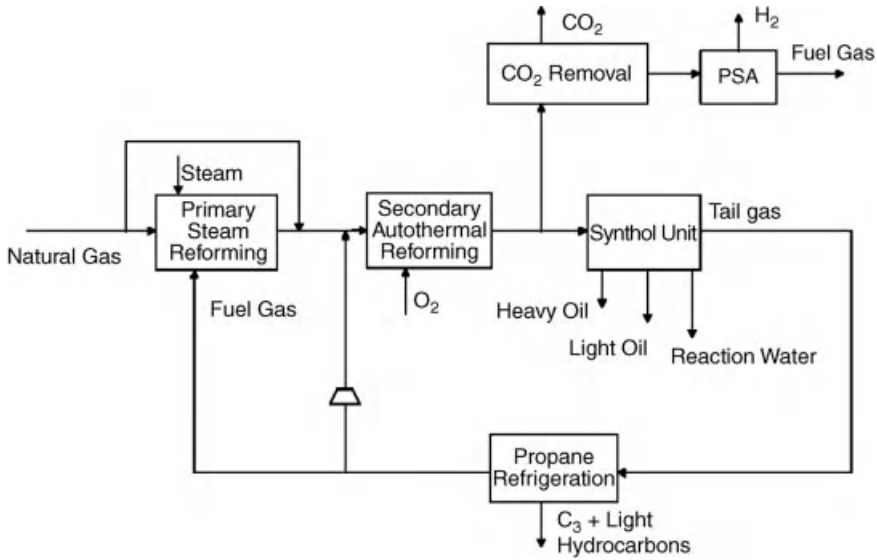 CO₂
H₂
CO₂ Removal
PSA
Fuel Gas
Steam
Natural Gas
Primary
Steam
Reforming
Secondary
Autothermal
Reforming
O₂
Synthol Unit
Tail gas
Fuel Gas
Heavy Oil
Light Oil
Reaction Water
Propane
Refrigeration
C₃ + Light
Hydrocarbons